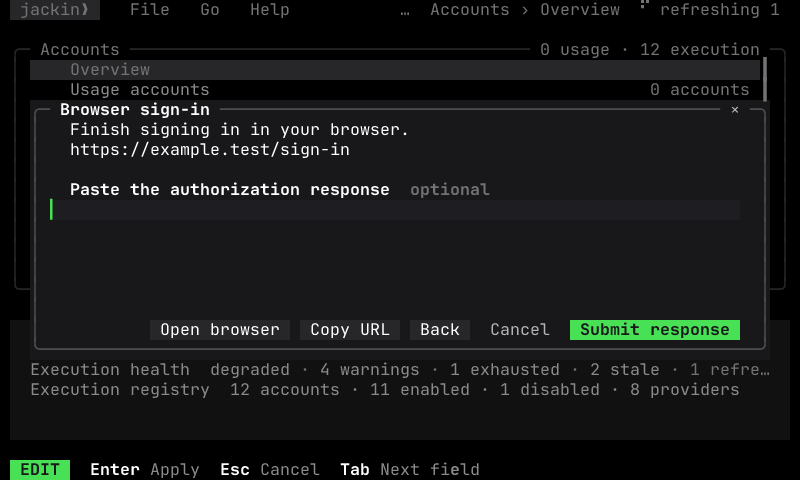 jackin❯ File Go Help … Accounts › Overview ⠛ refreshing 1
Accounts 0 usage · 12 execution
Overview
Usage accounts 0 accounts
Browser sign-in ×
Finish signing in in your browser.
https://example.test/sign-in
Paste the authorization response optional
Open browser Copy URL Back Cancel Submit response
Execution health degraded · 4 warnings · 1 exhausted · 2 stale · 1 refre…
Execution registry 12 accounts · 11 enabled · 1 disabled · 8 providers
EDIT Enter Apply Esc Cancel Tab Next field